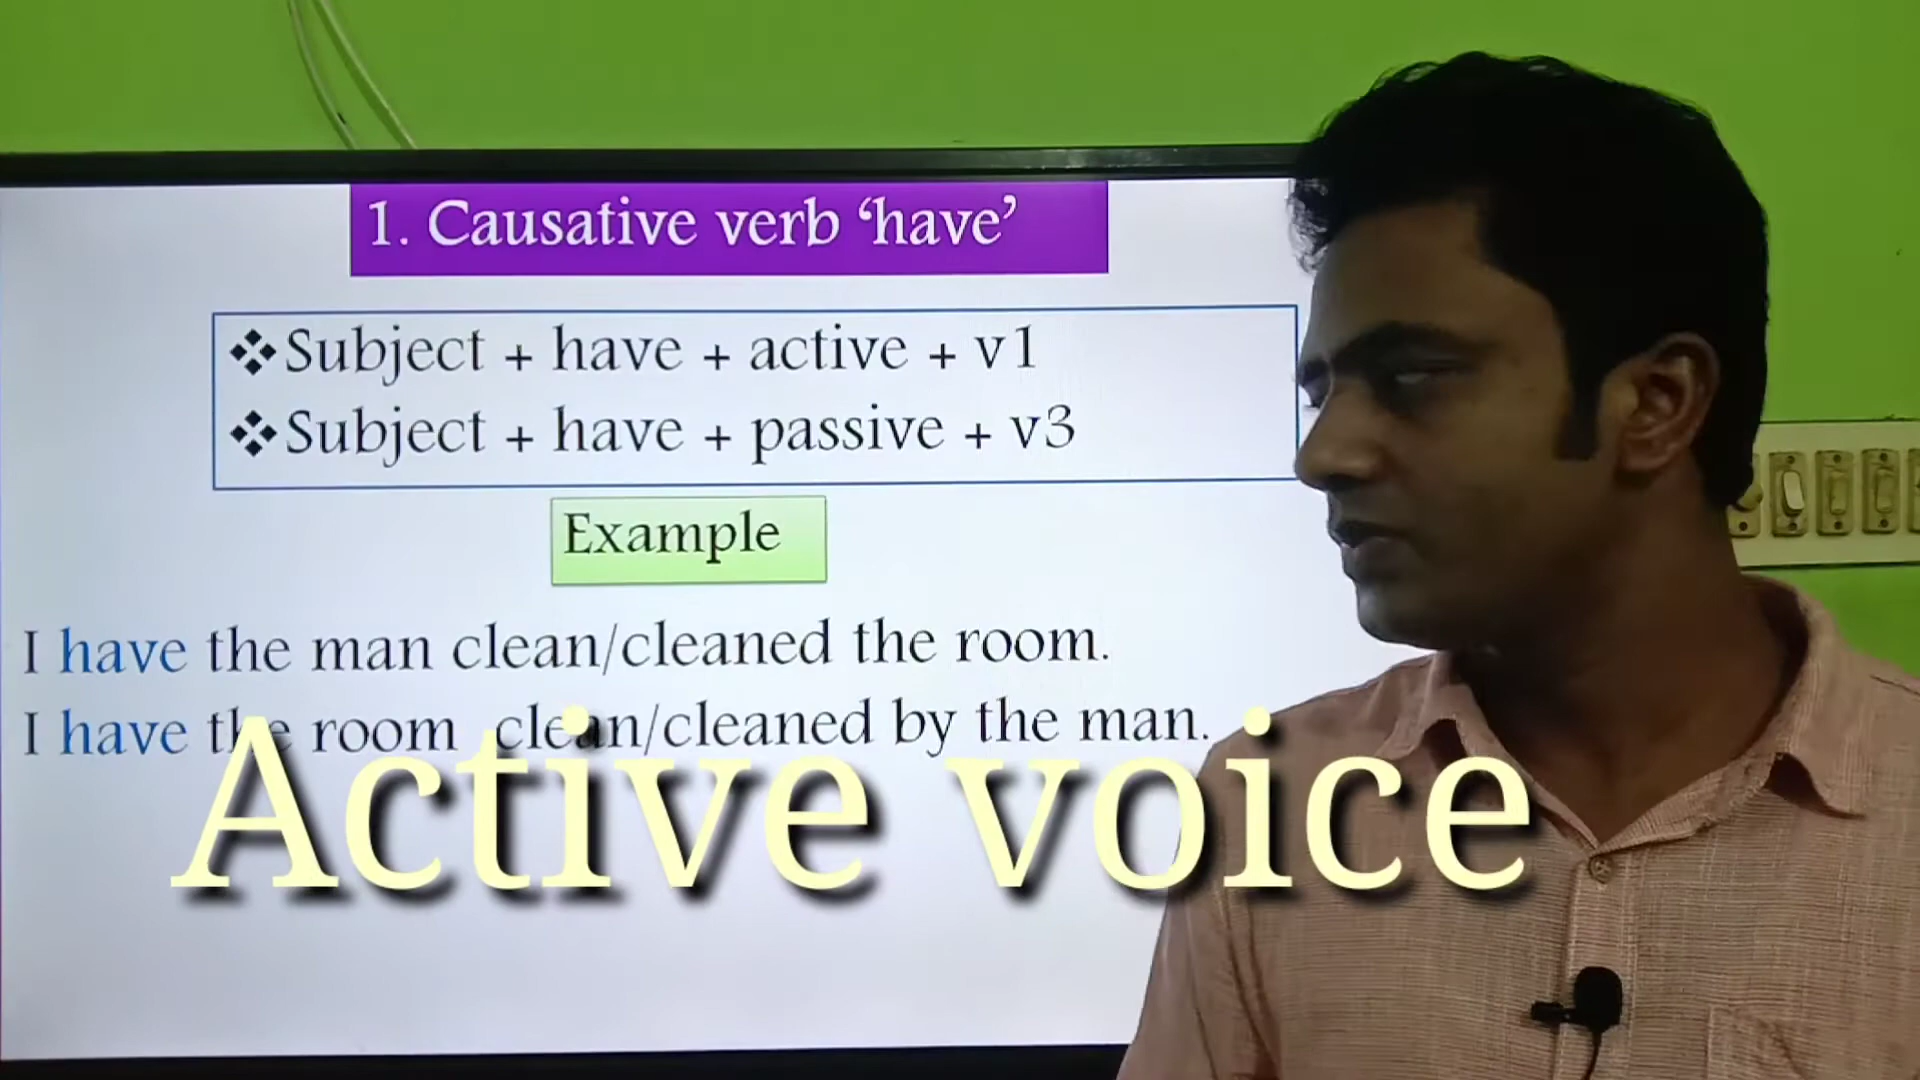 1. Causative verb ‘have’
❖Subject + have + active + v1
❖Subject + have + passive + v3
Example
I have the man clean/cleaned the room.
I have the room clean/cleaned by the man.
Active voice